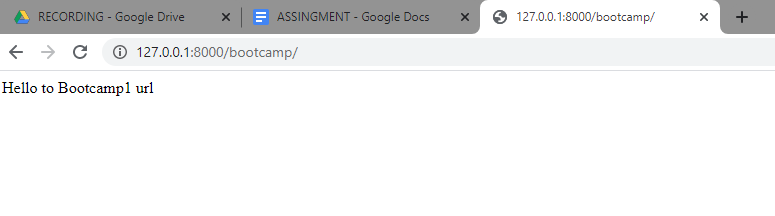 RECORDING - Google Drive
ASSINGMENT - Google Docs
127.0.0.1:8000/bootcamp/
127.0.0.1:8000/bootcamp/
Hello to Bootcamp1 url